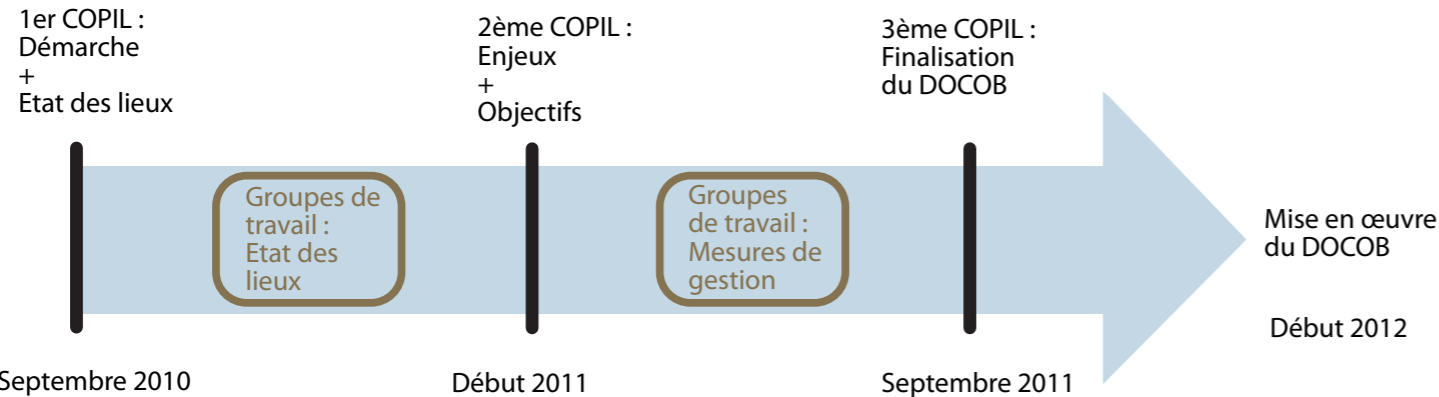 1er COPIL :
Démarche
+
Etat des lieux
2ème COPIL :
Enjeux
+
Objectifs
3ème COPIL :
Finalisation
du DOCOB
Groupes de
travail :
Etat des
lieux
Groupes
de travail :
Mesures de
gestion
Mise en œuvre
du DOCOB
Début 2012
Septembre 2010
Début 2011
Septembre 2011